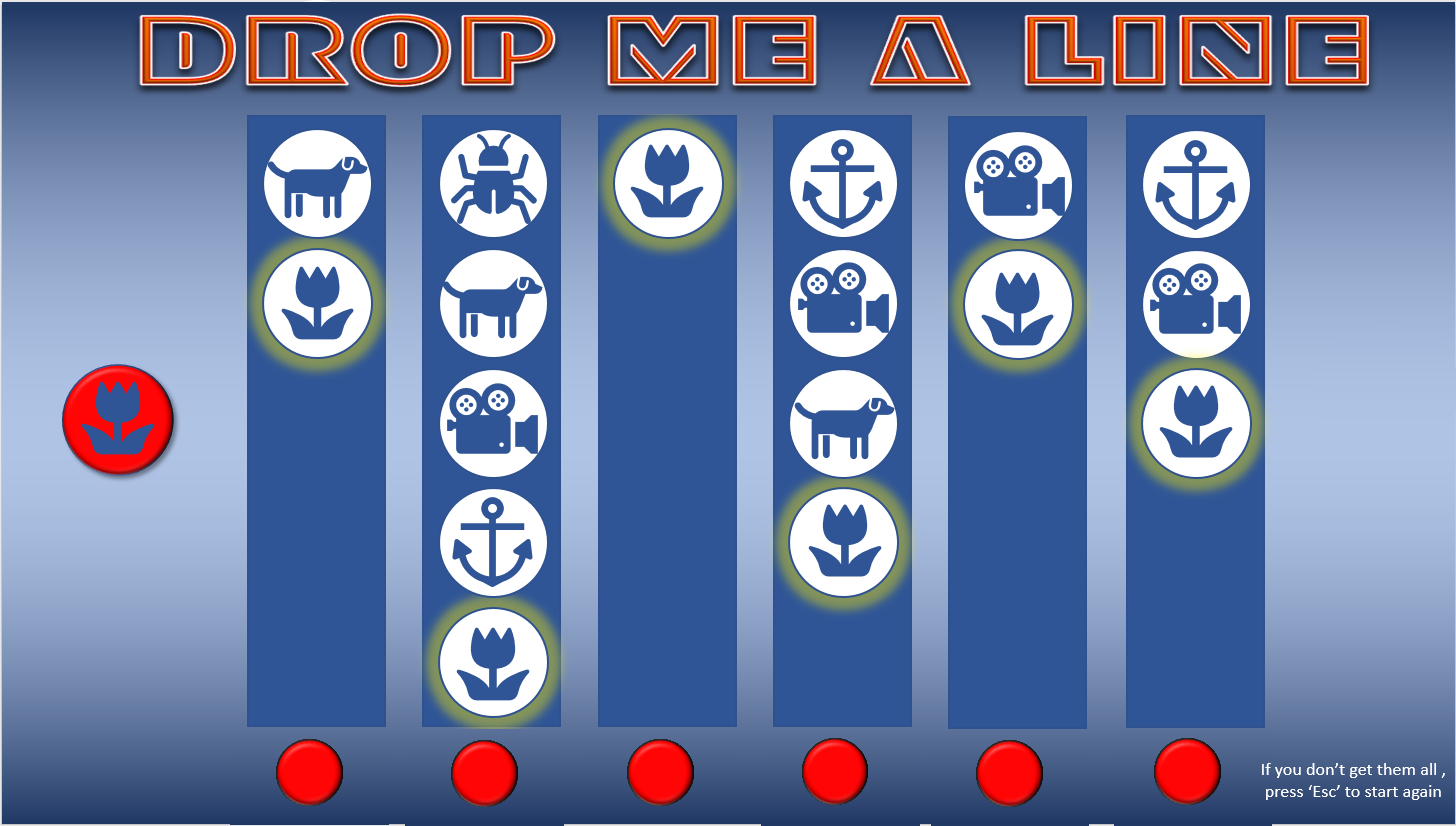 DROP ME A LINE
If you don't get them all ,
press 'Esc' to start again